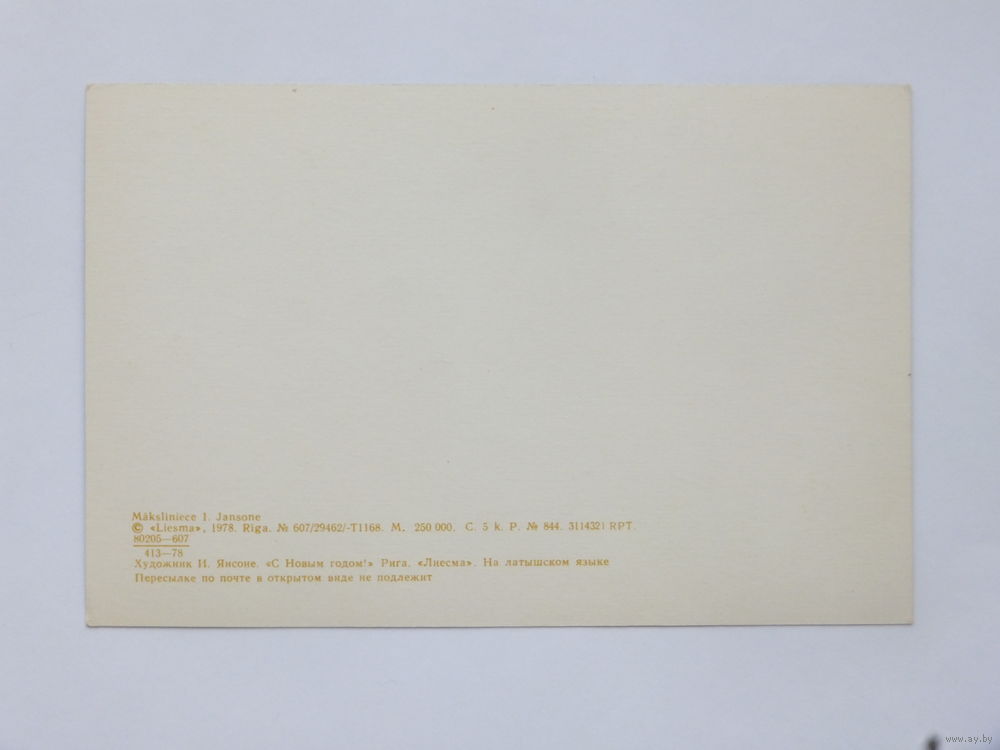 Māksliniece I. Jansone
© «Liesma», 1978. Rīga. № 607/29462/-T1168. M. 250 000. C. 5 k. P. № 844. 3114321 RPT.
80205—607
413—78
Художник И. Янсоне. «С Новым годом!» Рига. «Лиесма». На латышском языке
Пересылке по почте в открытом виде не подлежит
www.ay.by